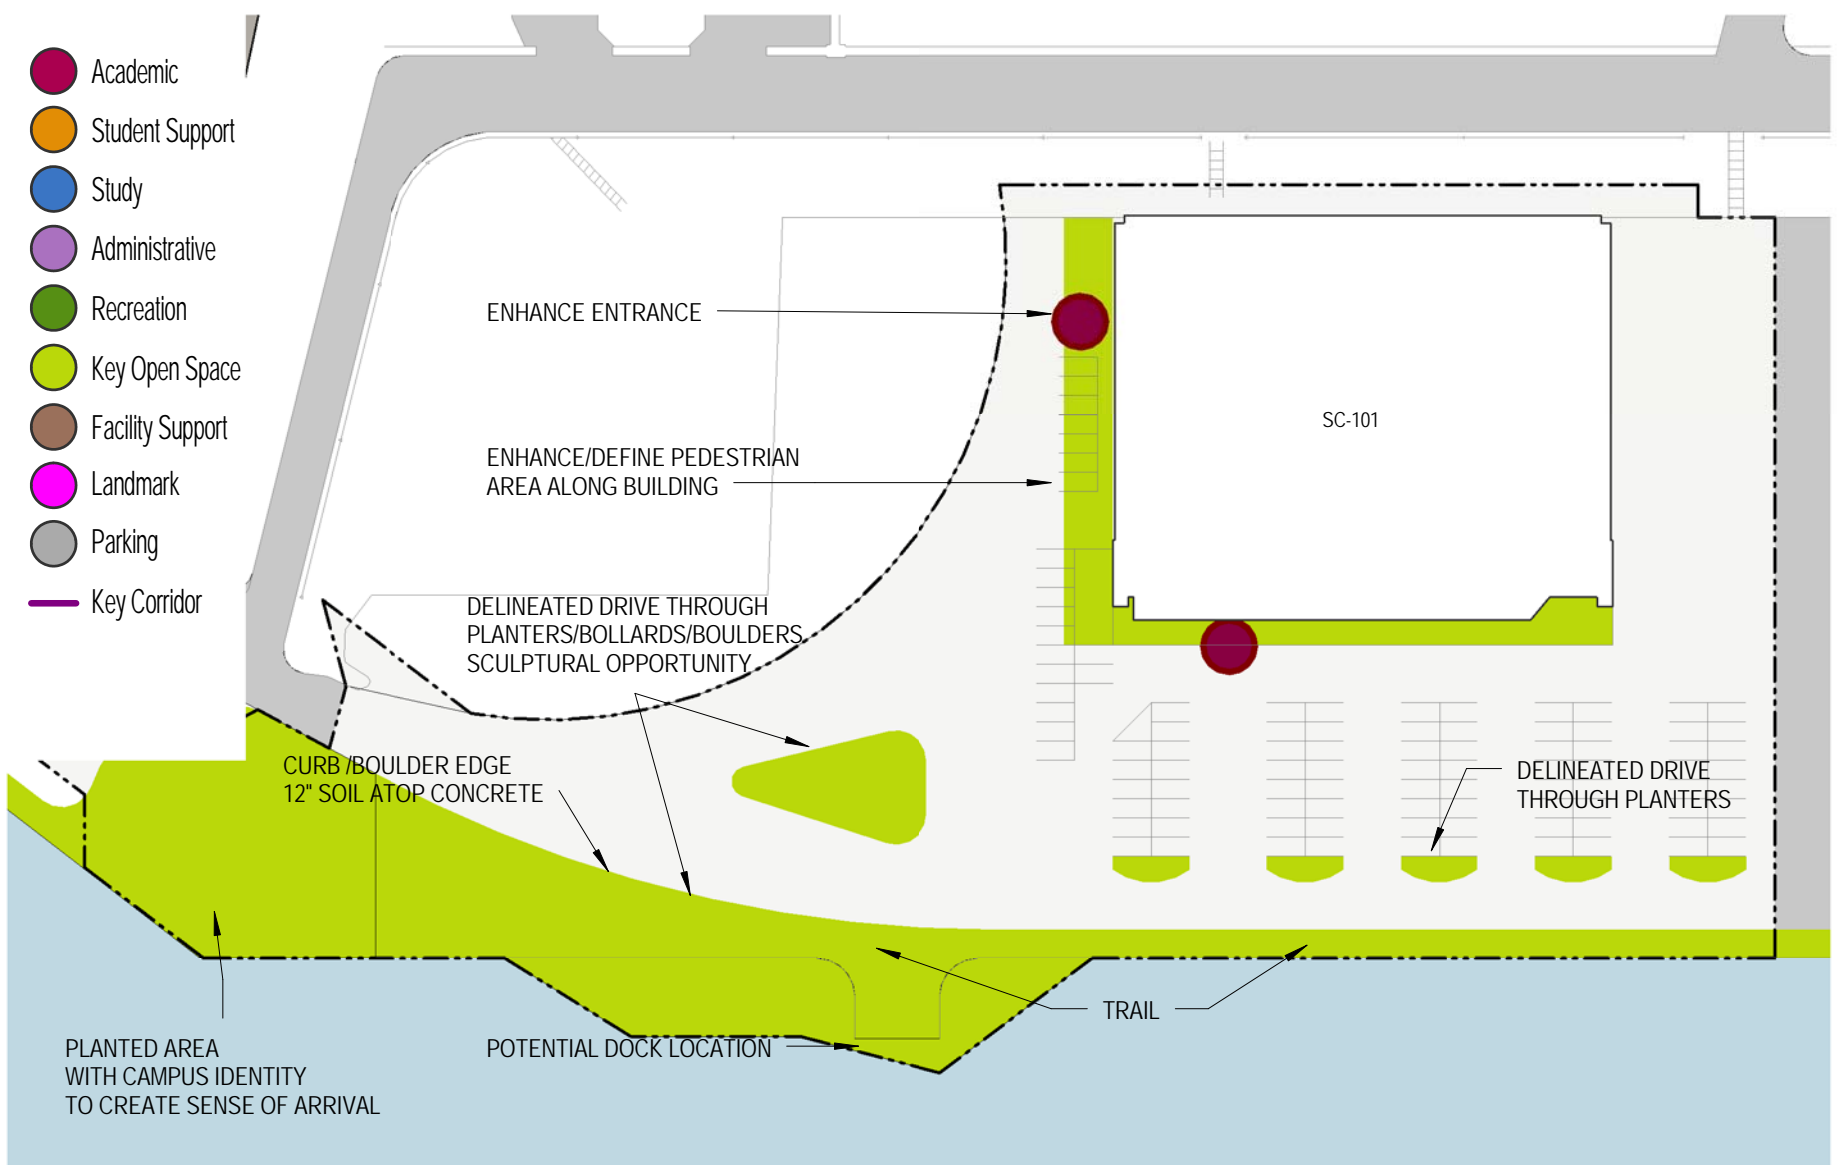 Academic
Student Support
Study
Administrative
Recreation
Key Open Space
Facility Support
Landmark
Parking
Key Corridor
ENHANCE ENTRANCE
SC-101
ENHANCE/DEFINE PEDESTRIAN
AREA ALONG BUILDING
DELINEATED DRIVE THROUGH
PLANTERS/BOLLARDS/BOULDERS
SCULPTURAL OPPORTUNITY
CURB /BOULDER EDGE
12" SOIL ATOP CONCRETE
DELINEATED DRIVE
THROUGH PLANTERS
TRAIL
POTENTIAL DOCK LOCATION
PLANTED AREA
WITH CAMPUS IDENTITY
TO CREATE SENSE OF ARRIVAL